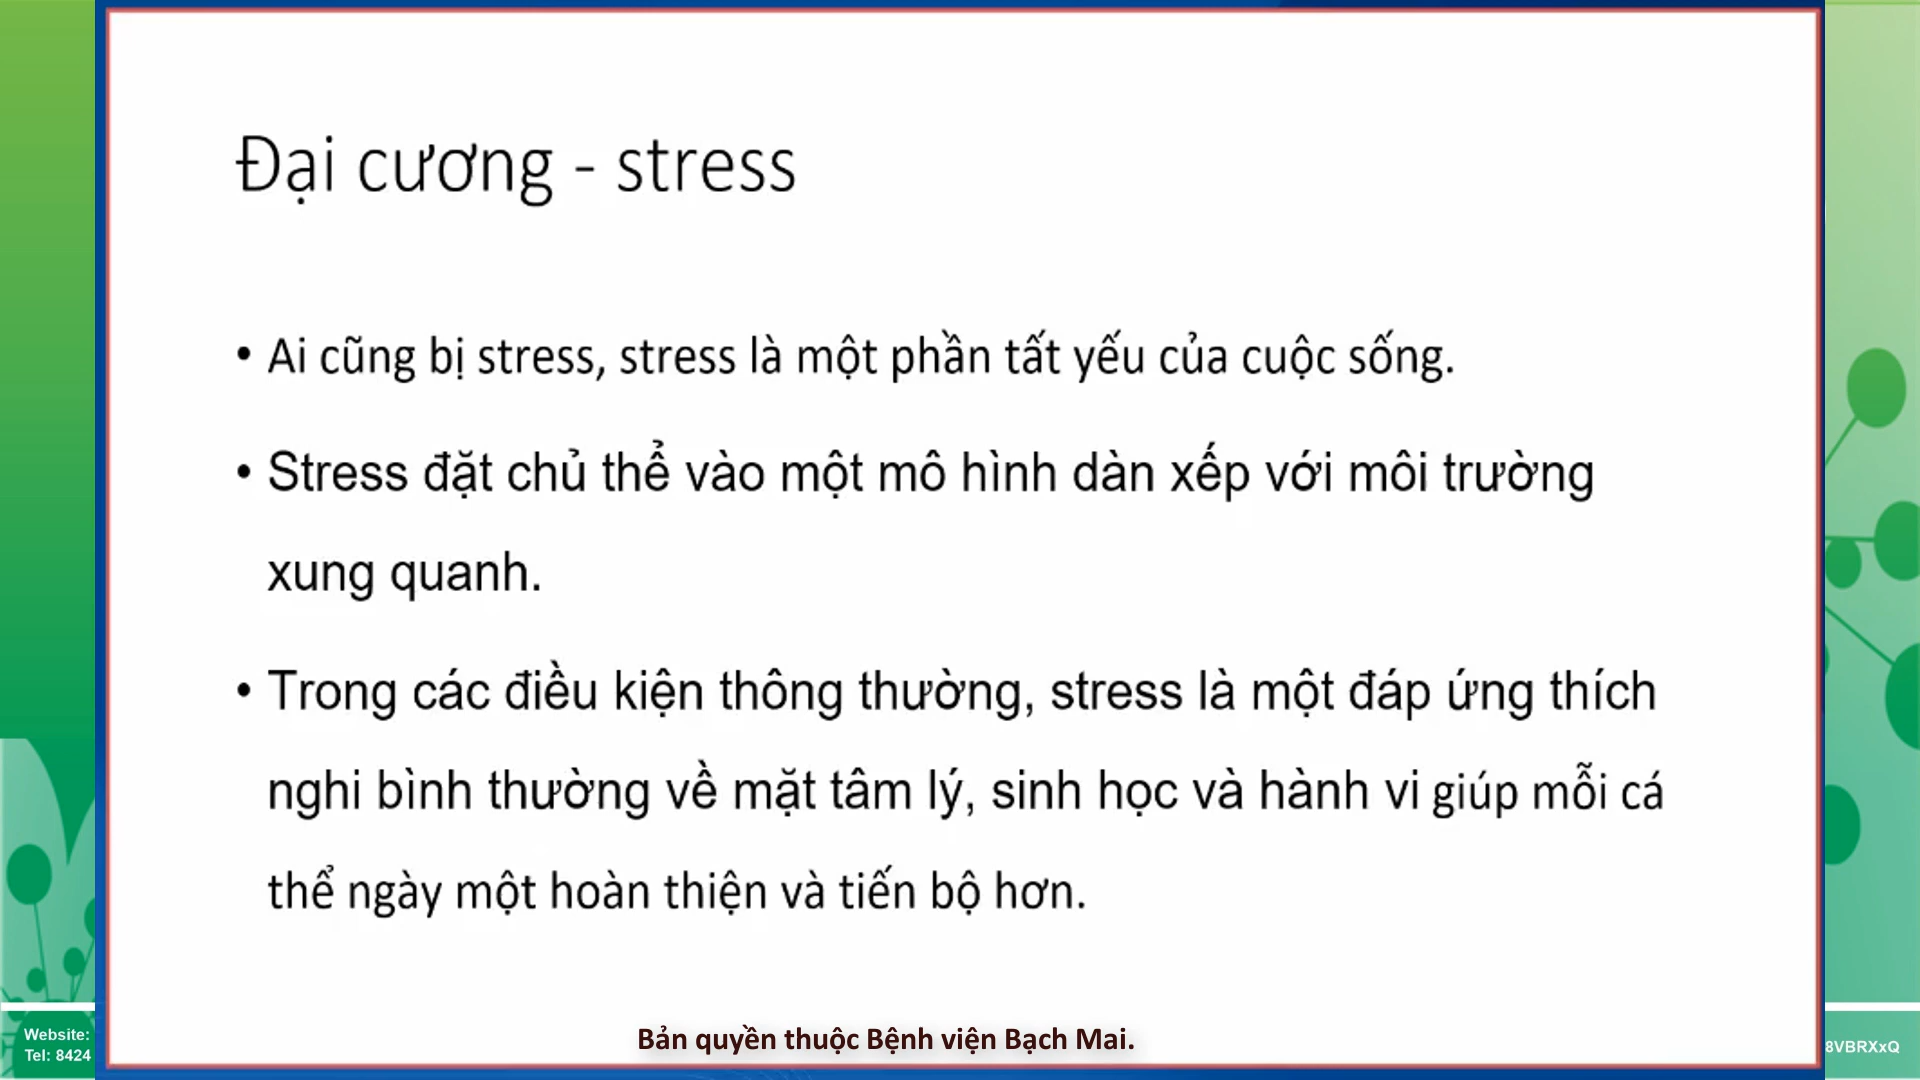 Đại cương - stress
• Ai cũng bị stress, stress là một phần tất yếu của cuộc sống.
• Stress đặt chủ thể vào một mô hình dàn xếp với môi trường
xung quanh.
• Trong các điều kiện thông thường, stress là một đáp ứng thích
nghi bình thường về mặt tâm lý, sinh học và hành vi giúp mỗi cá
thể ngày một hoàn thiện và tiến bộ hơn.
Bản quyền thuộc Bệnh viện Bạch Mai.
Website:
Tel: 8424
8VBRXxQ